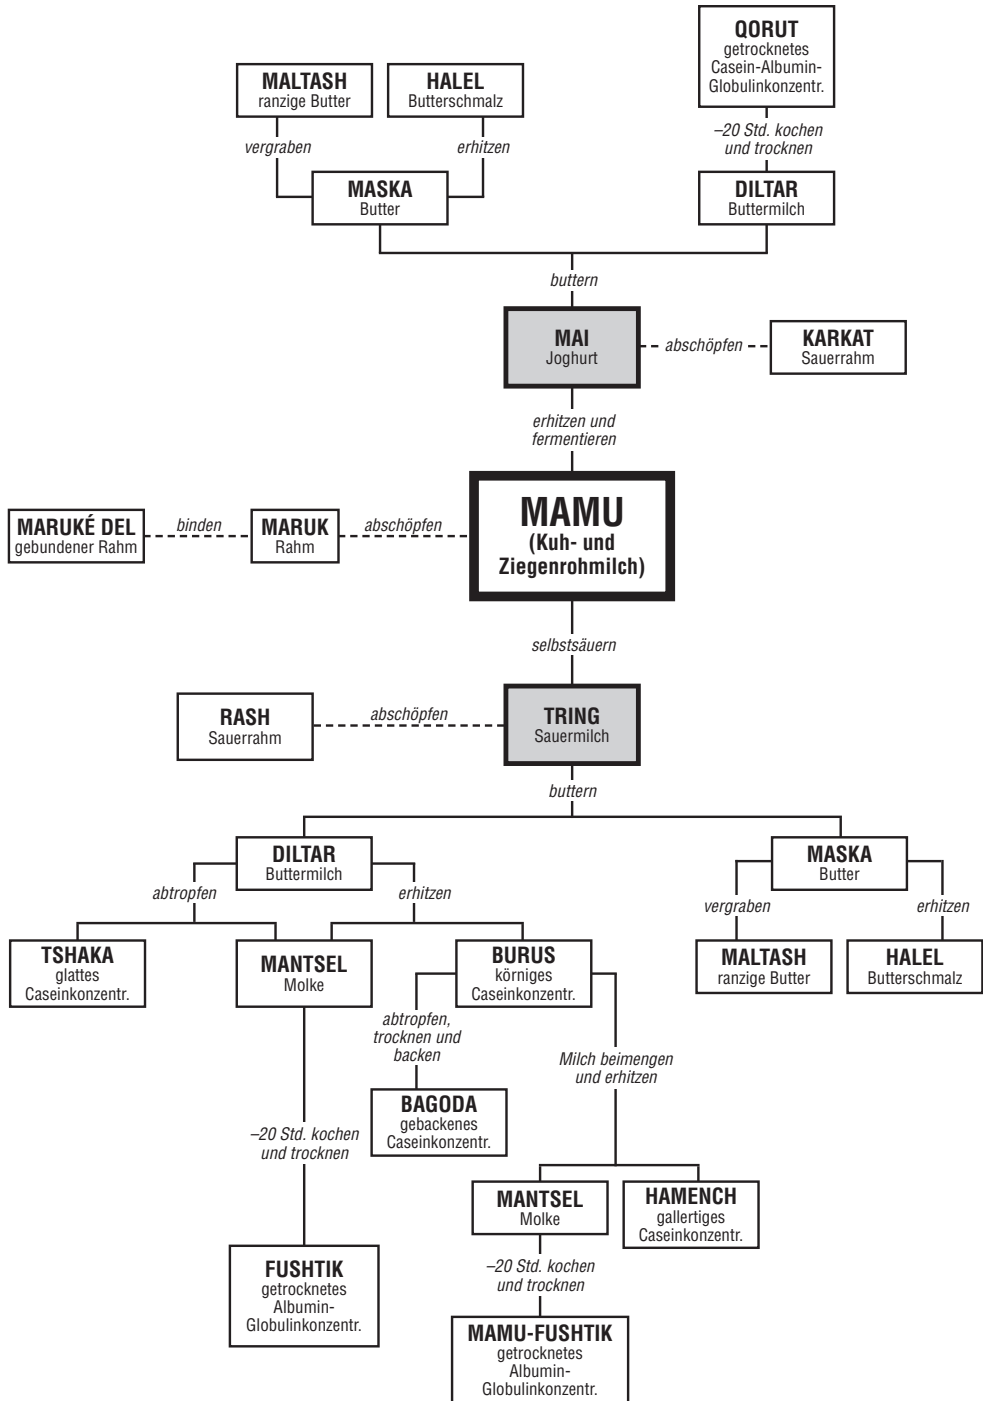 QORUT
getrocknetes
Casein-Albumin-
Globulinkonzentr.
MALTASH
ranzige Butter
HALEL
Butterschmalz
vergraben
erhitzen
–20 Std. kochen
und trocknen
MASKA
Butter
DILTAR
Buttermilch
buttern
MAI
Joghurt
abschöpfen
KARKAT
Sauerrahm
erhitzen und
fermentieren
MARUKÉ DEL
gebundener Rahm
binden
MARUK
Rahm
abschöpfen
MAMU
(Kuh- und
Ziegenrohmilch)
selbstsäuern
RASH
Sauerrahm
abschöpfen
TRING
Sauermilch
buttern
DILTAR
Buttermilch
MASKA
Butter
abtropfen
erhitzen
vergraben
erhitzen
TSHAKA
glattes
Caseinkonzentr.
MANTSEL
Molke
BURUS
körniges
Caseinkonzentr.
MALTASH
ranzige Butter
HALEL
Butterschmalz
abtropfen,
trocknen und
backen
Milch beimengen
und erhitzen
BAGODA
gebackenes
Caseinkonzentr.
–20 Std. kochen
und trocknen
MANTSEL
Molke
HAMENCH
gallertiges
Caseinkonzentr.
FUSHTIK
getrocknetes
Albumin-
Globulinkonzentr.
–20 Std. kochen
und trocknen
MAMU-FUSHTIK
getrocknetes
Albumin-
Globulinkonzentr.